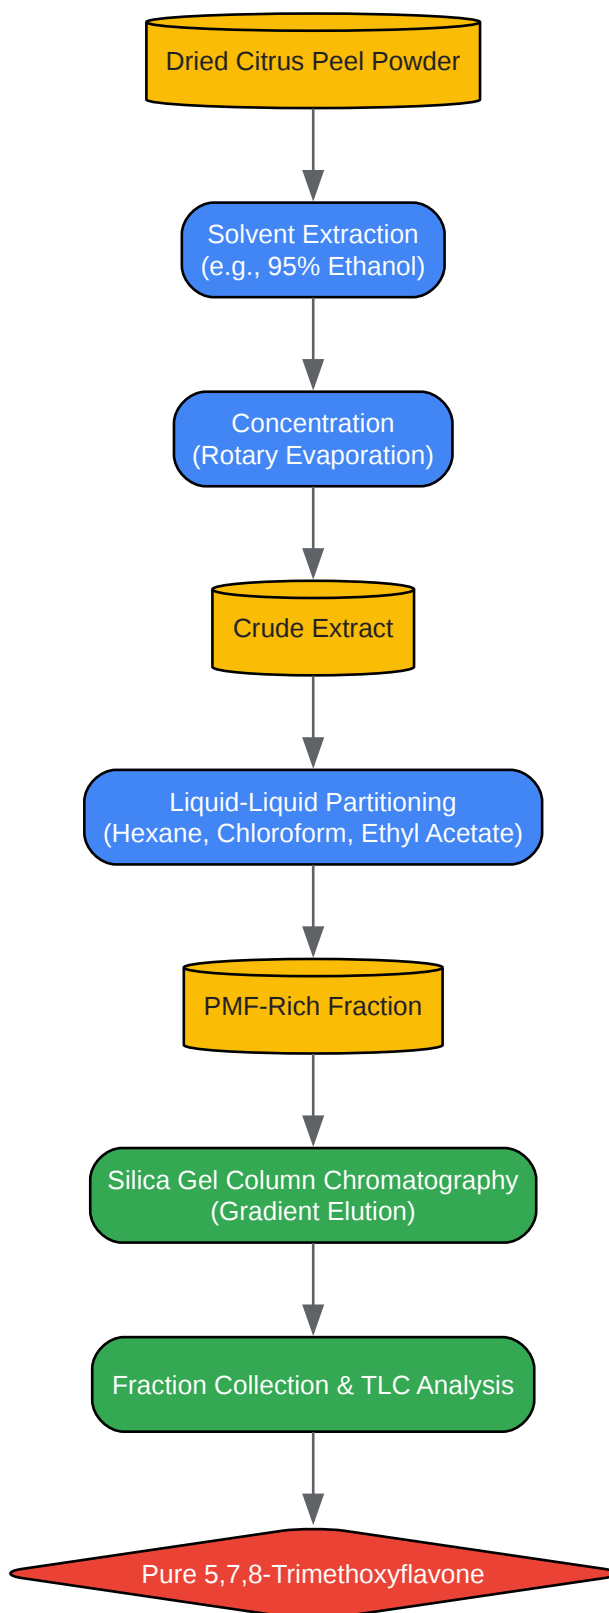 Dried Citrus Peel Powder
Solvent Extraction
(e.g., 95% Ethanol)
Concentration
(Rotary Evaporation)
Crude Extract
Liquid-Liquid Partitioning
(Hexane, Chloroform, Ethyl Acetate)
PMF-Rich Fraction
Silica Gel Column Chromatography
(Gradient Elution)
Fraction Collection & TLC Analysis
Pure 5,7,8-Trimethoxyflavone